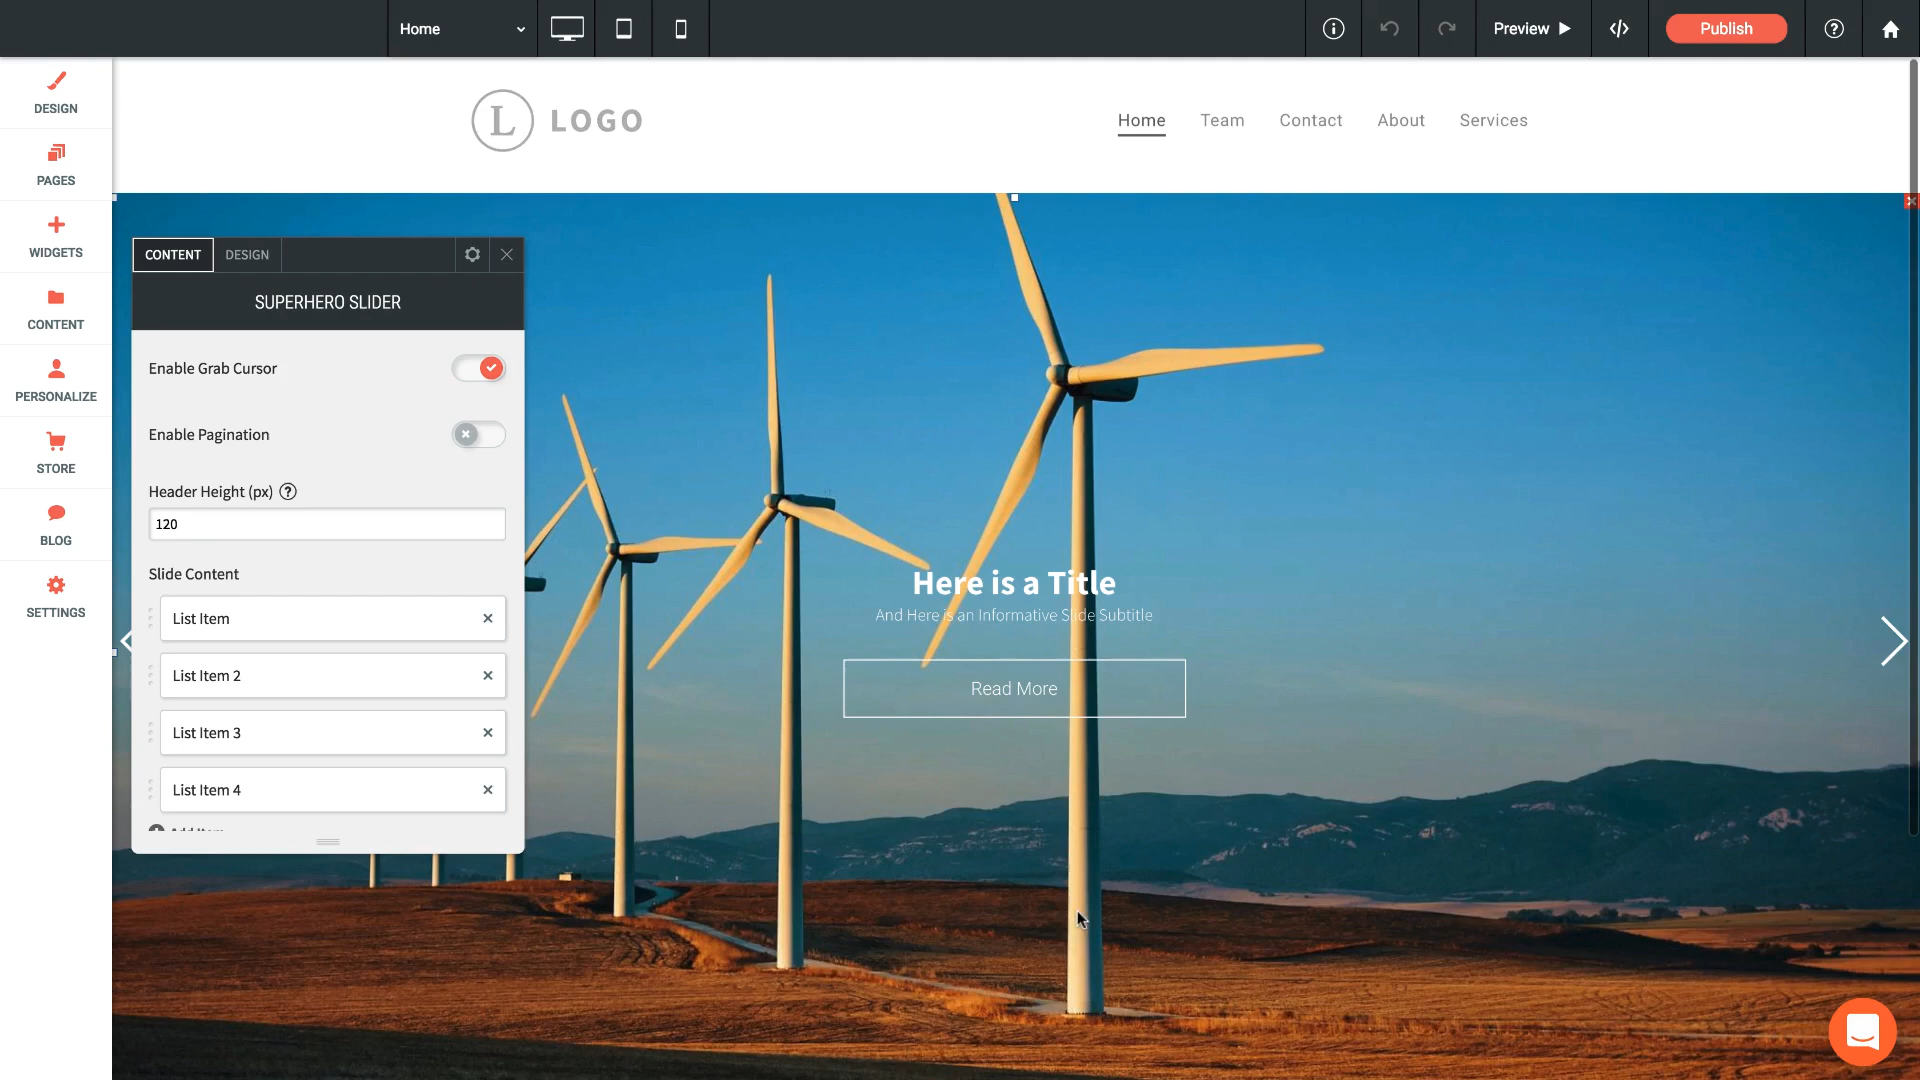 Home
Preview
Publish
DESIGN
PAGES
WIDGETS
CONTENT
PERSONALIZE
STORE
BLOG
SETTINGS
L LOGO
Home Team Contact About Services
CONTENT DESIGN
SUPERHERO SLIDER
Enable Grab Cursor
Enable Pagination
Header Height (px) ?
120
Slide Content
List Item
List Item 2
List Item 3
List Item 4
Here is a Title
And Here is an Informative Slide Subtitle
Read More